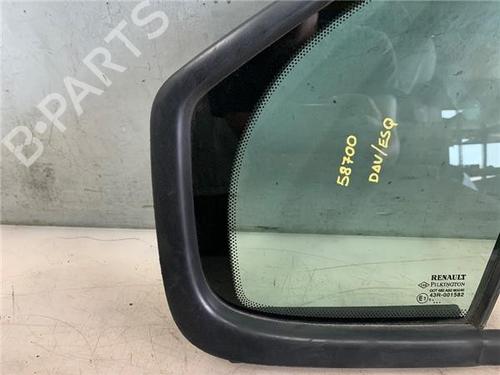 B-PARTS
58700
DAV/ESQ
RENAULT
PILKINGTON
43R-001582